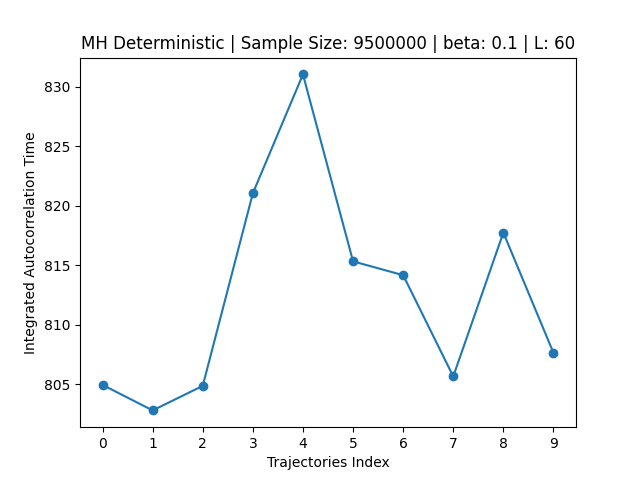 MH Deterministic | Sample Size: 9500000 | beta: 0.1 | L: 60
Integrated Autocorrelation Time
830
825
820
815
810
805
0 1 2 3 4 5 6 7 8 9
Trajectories Index